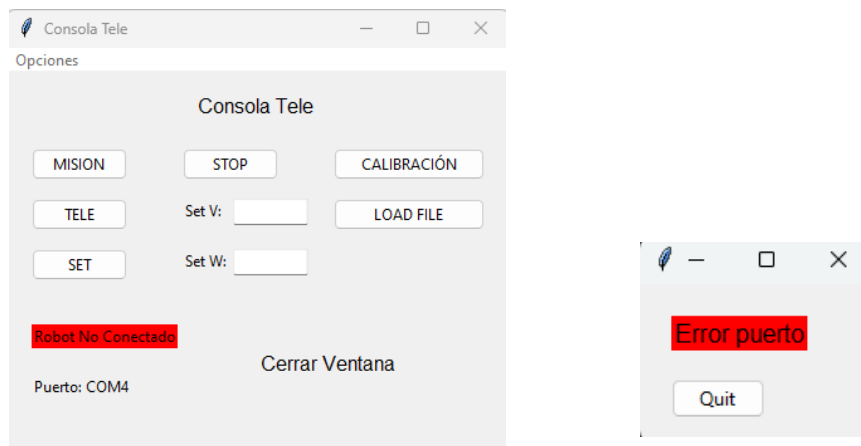 Consola Tele
Opciones
Consola Tele
MISION STOP CALIBRACIÓN
TELE Set V: LOAD FILE
SET Set W:
Robot No Conectado
Cerrar Ventana
Puerto: COM4
Error puerto
Quit